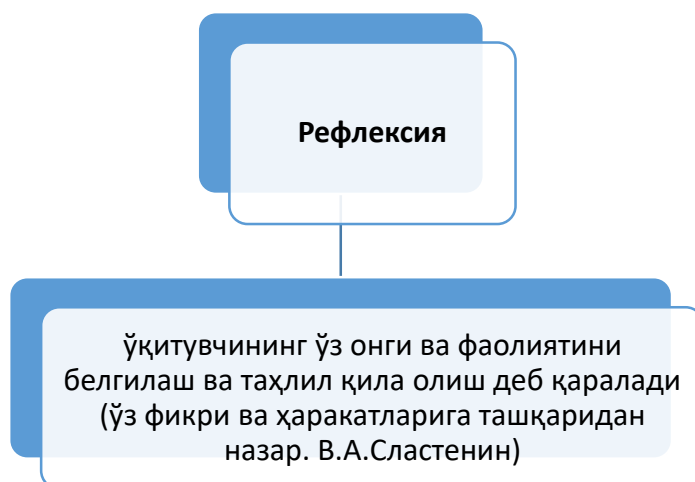 Рефлексия
ўқитувчининг ўз онги ва фаолиятини
белгилаш ва таҳлил қила олиш деб қаралади
(ўз фикри ва ҳаракатларига ташқаридан
назар. В.А.Сластенин)